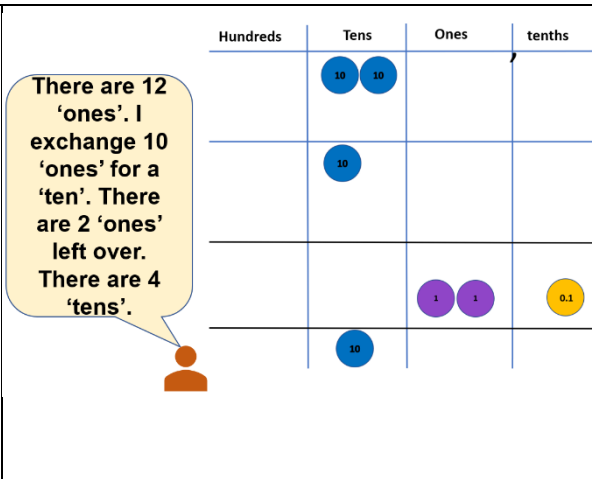 Hundreds Tens Ones , tenths
10 10
There are 12
‘ones’. I
exchange 10
‘ones’ for a
‘ten’. There
are 2 ‘ones’
left over.
There are 4
‘tens’.
10
1 1 0.1
10